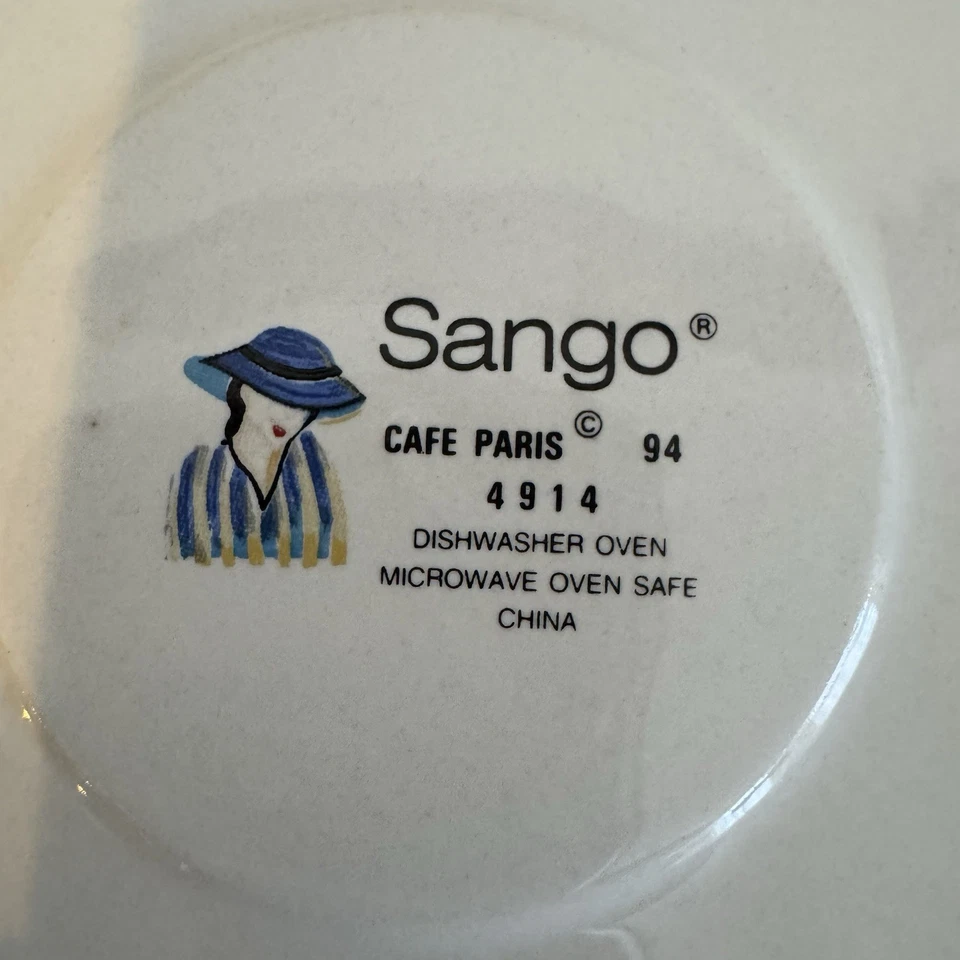 Sango®
CAFE PARIS © 94
4914
DISHWASHER OVEN
MICROWAVE OVEN SAFE
CHINA